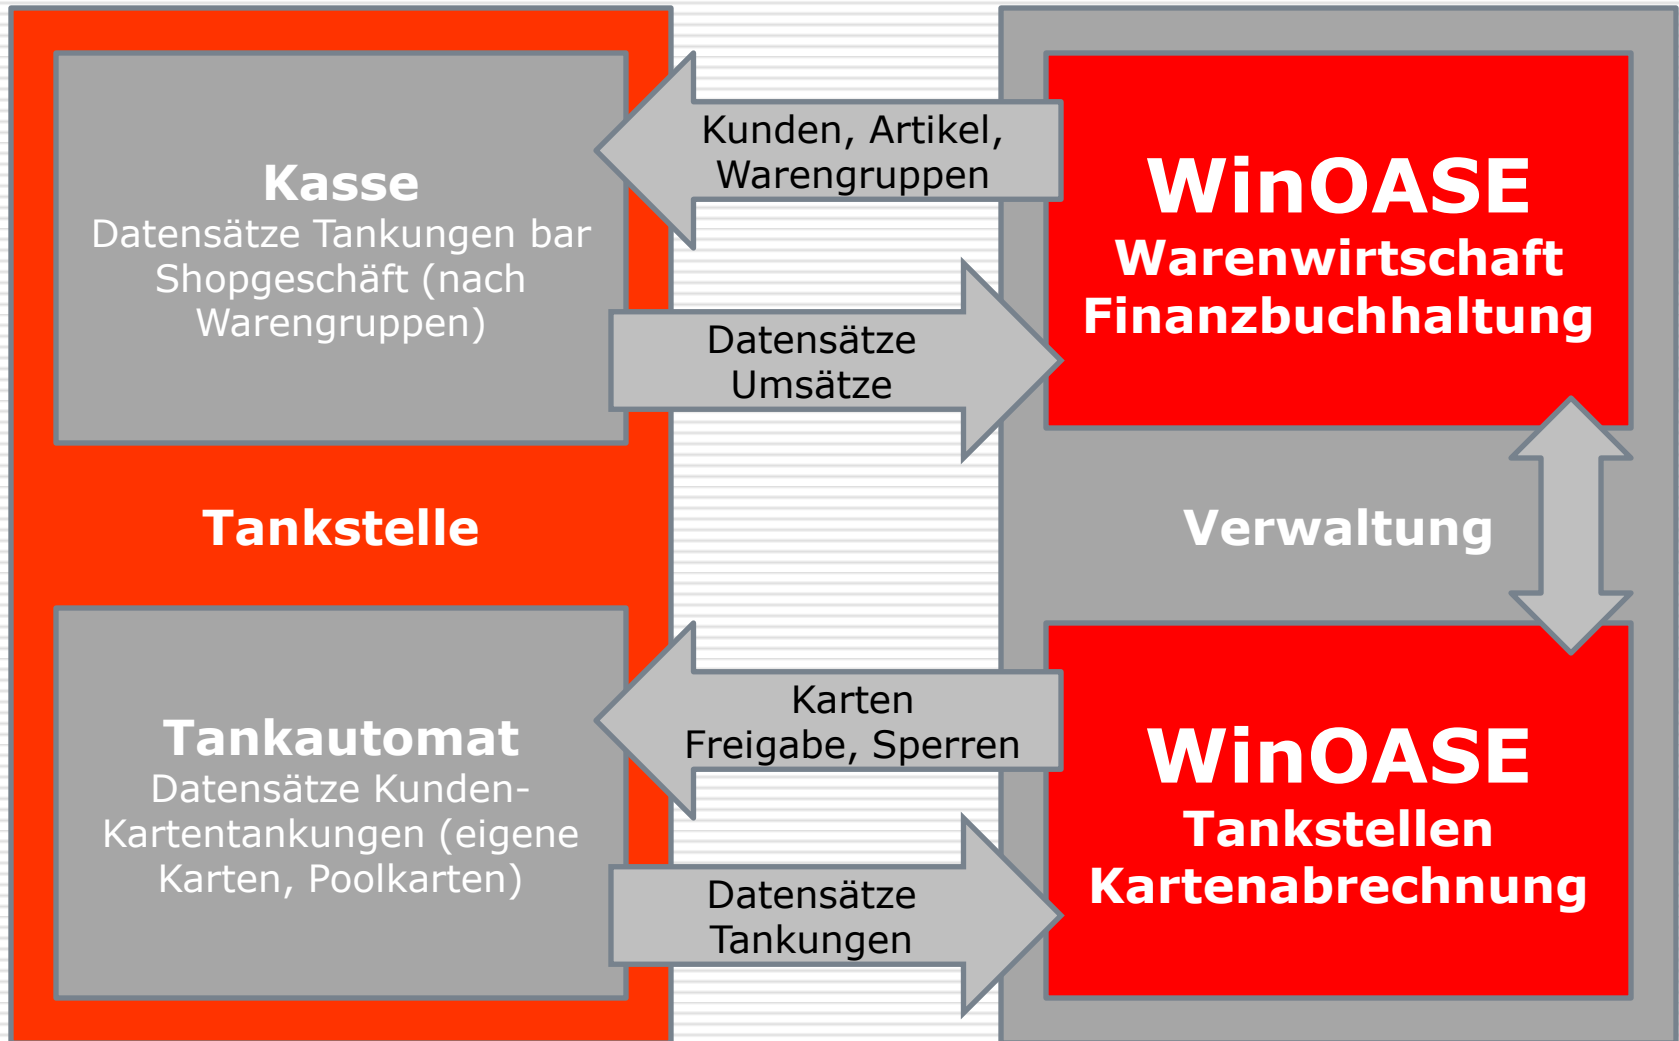 Kasse
Datensätze Tankungen bar
Shopgeschäft (nach
Warengruppen)
Kunden, Artikel,
Warengruppen
Datensätze
Umsätze
WinOASE
Warenwirtschaft
Finanzbuchhaltung
Tankstelle
Verwaltung
Tankautomat
Datensätze Kunden-
Kartentankungen (eigene
Karten, Poolkarten)
Karten
Freigabe, Sperren
Datensätze
Tankungen
WinOASE
Tankstellen
Kartenabrechnung